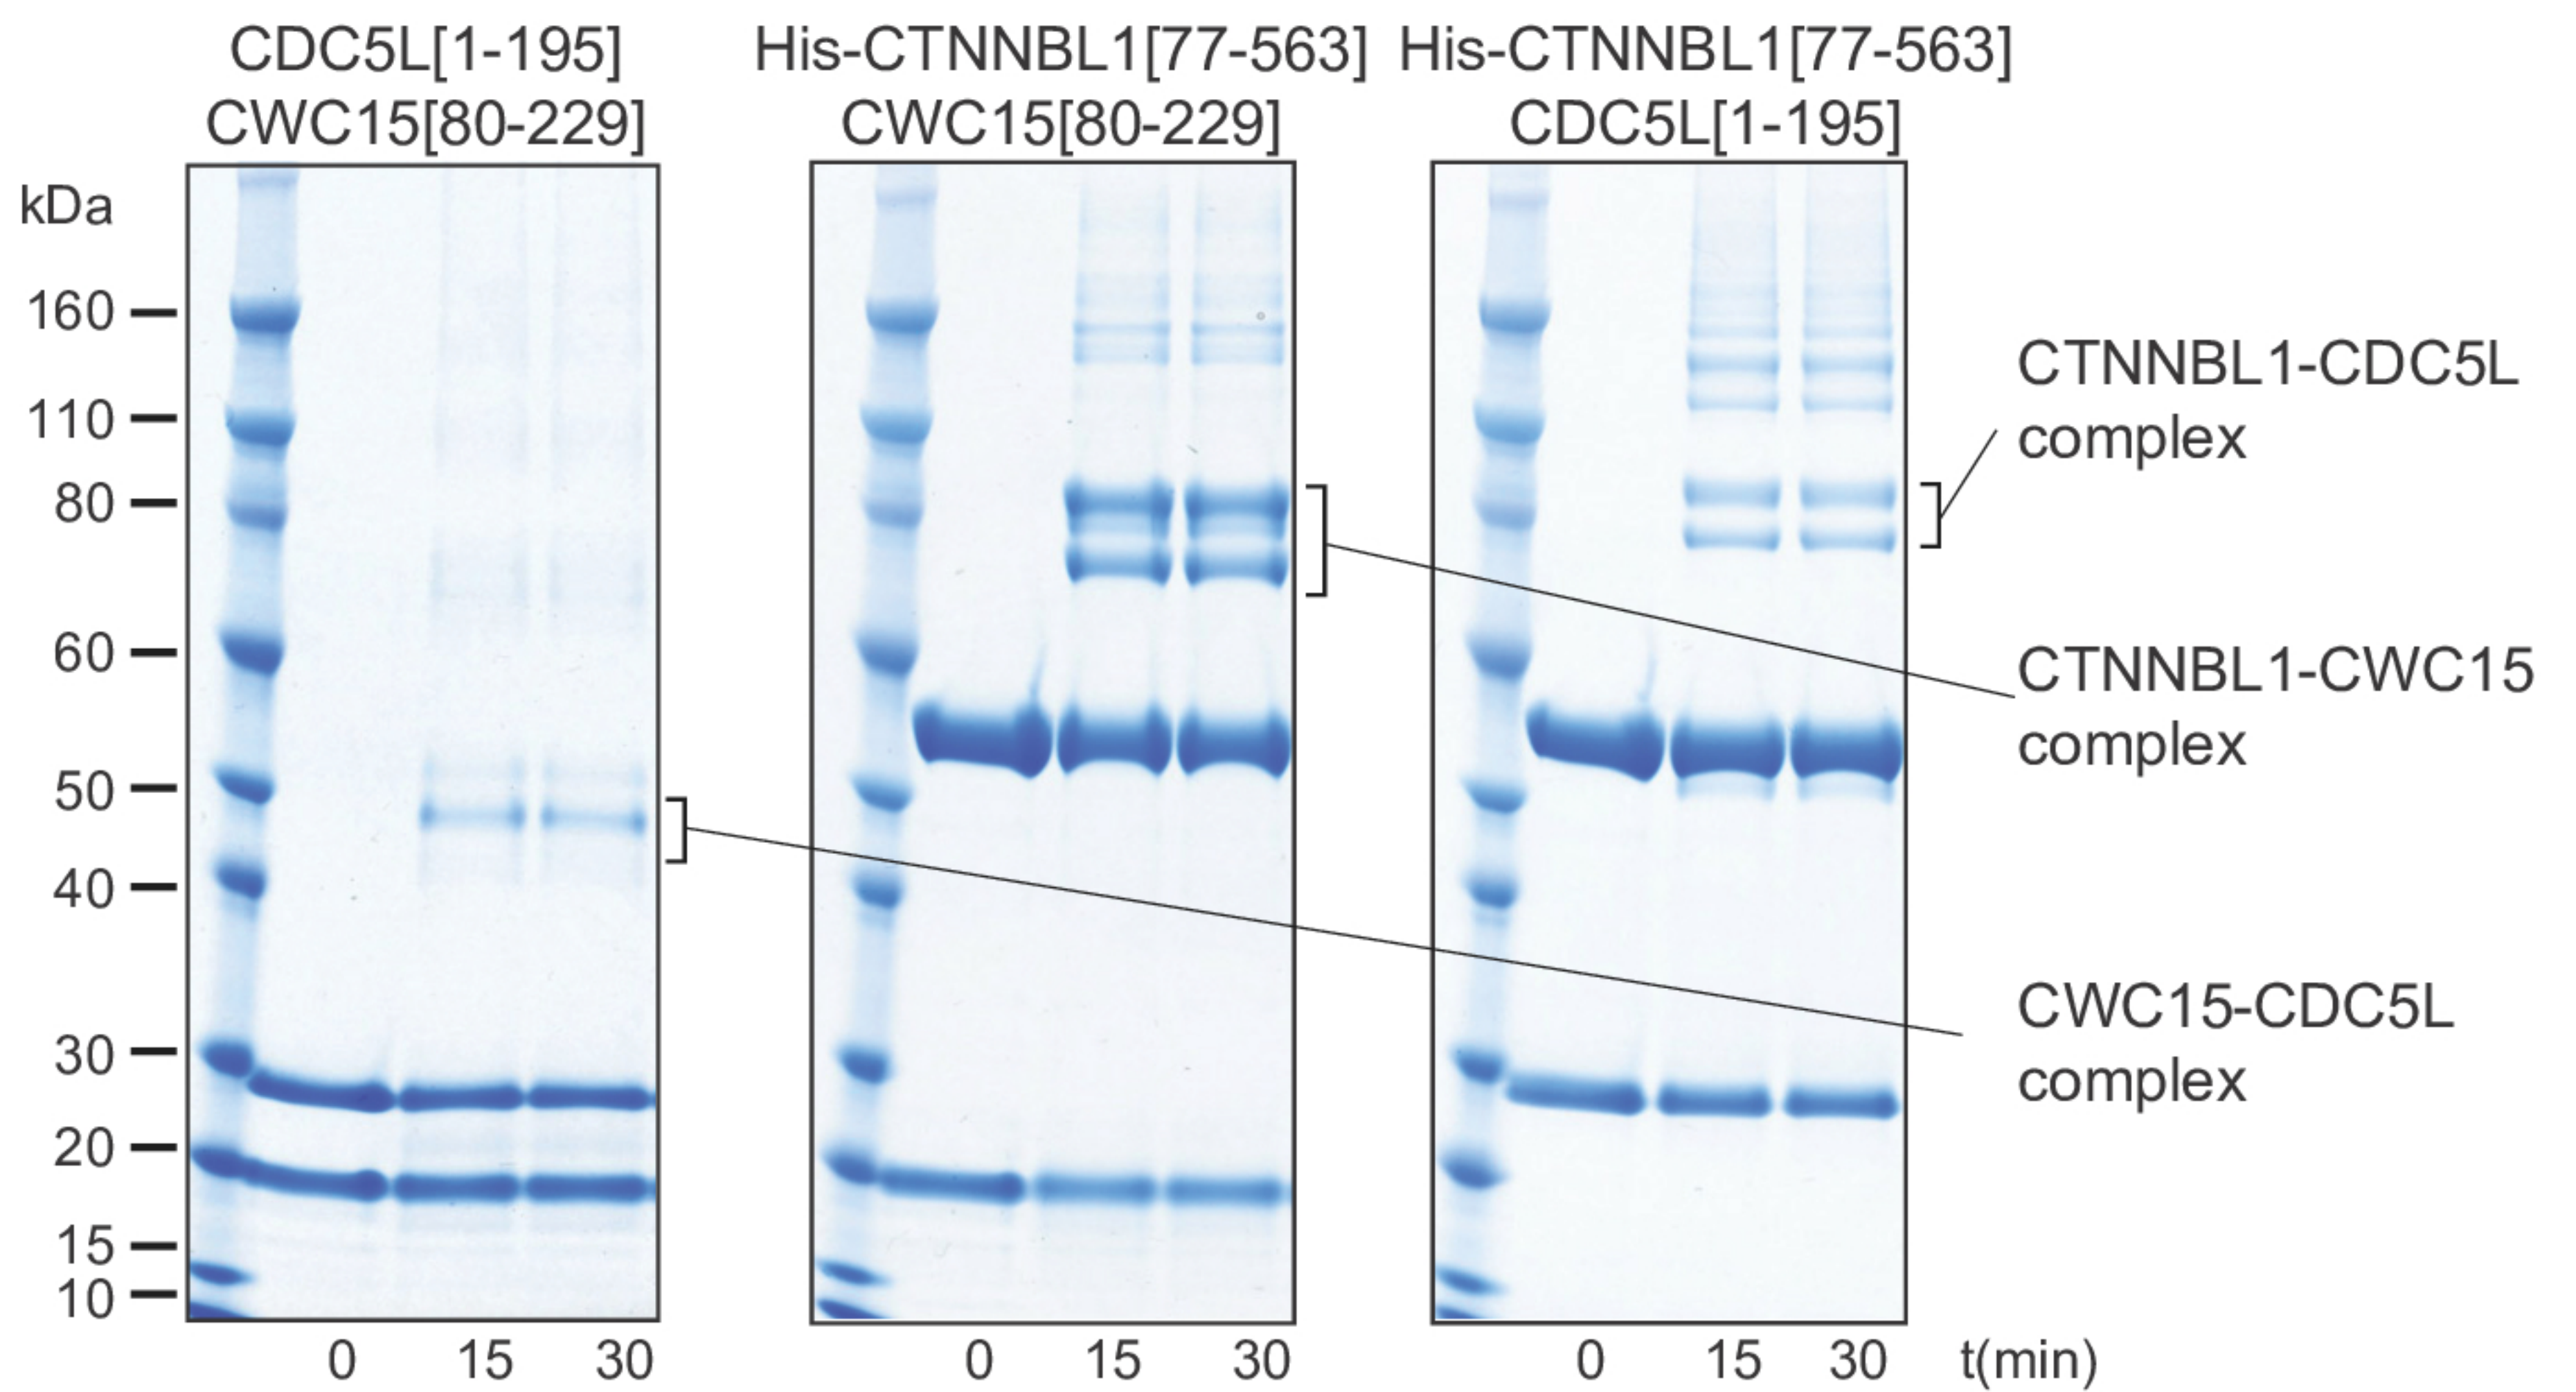 CDC5L[1-195]
CWC15[80-229]
His-CTNNBL1[77-563]
CWC15[80-229]
His-CTNNBL1[77-563]
CDC5L[1-195]
kDa
160
110
80
60
50
40
30
20
15
10
CTNNBL1-CDC5L
complex
CTNNBL1-CWC15
complex
CWC15-CDC5L
complex
0 15 30
0 15 30
0 15 30 t(min)